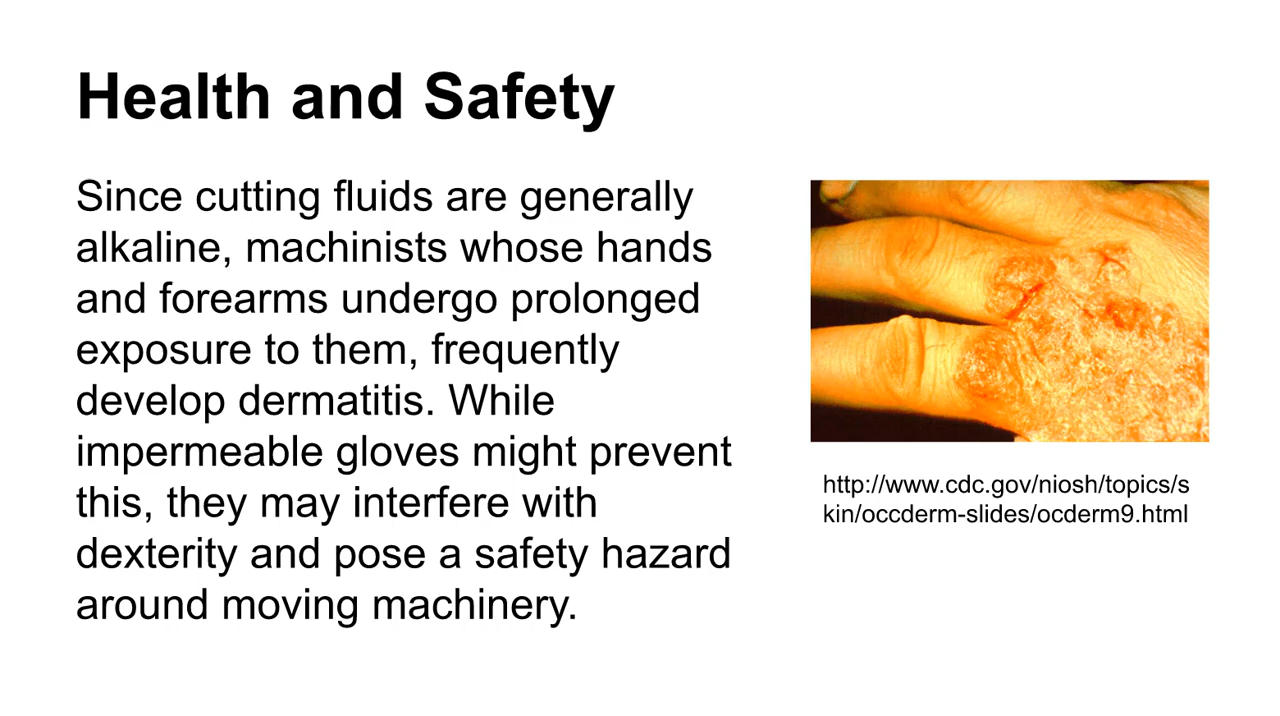 Health and Safety
Since cutting fluids are generally
alkaline, machinists whose hands
and forearms undergo prolonged
exposure to them, frequently
develop dermatitis. While
impermeable gloves might prevent
this, they may interfere with
dexterity and pose a safety hazard
around moving machinery.
http://www.cdc.gov/niosh/topics/s
kin/occderm-slides/ocderm9.html